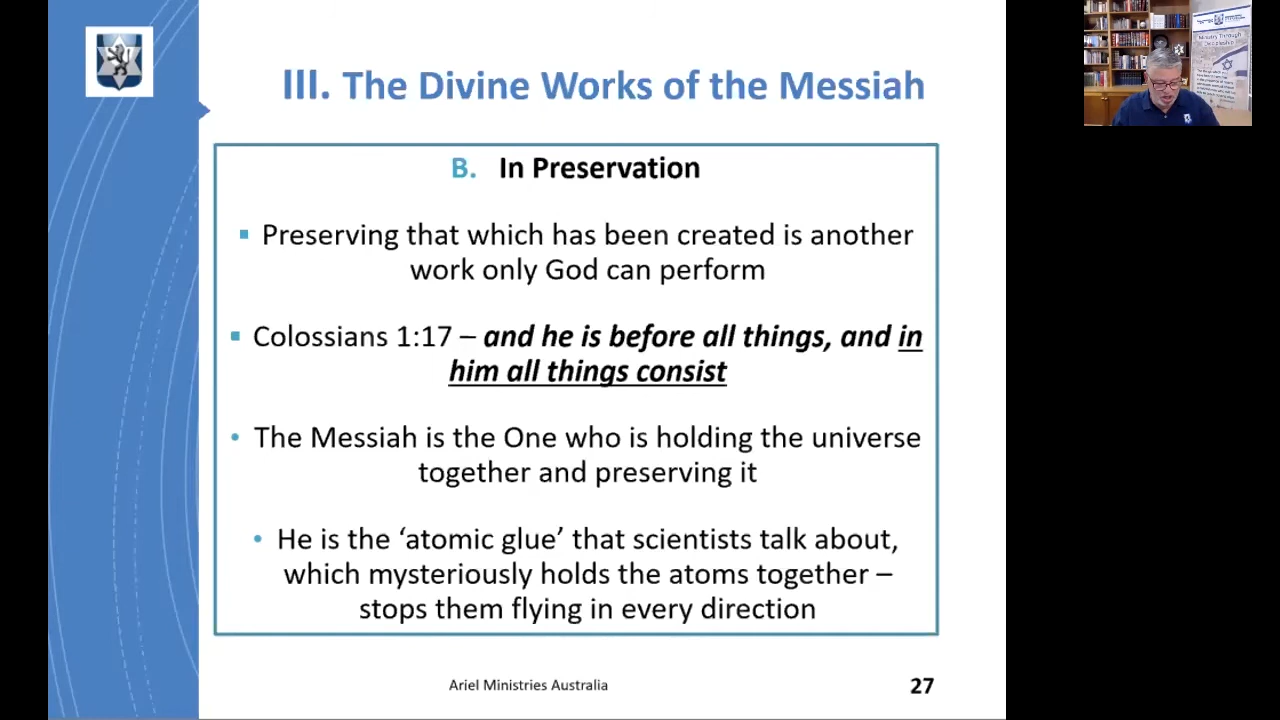 III. The Divine Works of the Messiah
B. In Preservation
▪ Preserving that which has been created is another
work only God can perform
▪ Colossians 1:17 – and he is before all things, and in
him all things consist
• The Messiah is the One who is holding the universe
together and preserving it
• He is the ‘atomic glue’ that scientists talk about,
which mysteriously holds the atoms together –
stops them flying in every direction
Ariel Ministries Australia
27
Ministry Through
Discipleship